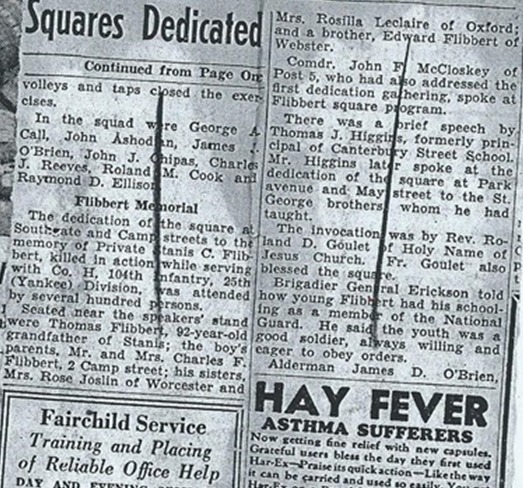 Squares Dedicated
Continued from Page One
volleys and taps closed the exer-
cises.
In the squad were George A.
Call, John Ashodian, James J.
O'Brien, John J. Chipas, Charles
J. Reeves, Roland M. Cook and
Raymond D. Ellison.
Flibbert Memorial
The dedication of the square at
Southgate and Camp streets to the
memory of Private Stanis C. Flib-
bert, killed in action while serving
with Co. H, 104th Infantry, 25th
(Yankee) Division, was attended
by several hundred persons.
Seated near the speakers' stand
were Thomas Flibbert, 92-year-old
grandfather of Stanis; the boy's
parents, Mr. and Mrs. Charles F.
Flibbert, 2 Camp street; his sisters,
Mrs. Rose Joslin of Worcester and
Fairchild Service
Training and Placing
of Reliable Office Help
DAY AND EVENING
Mrs. Rosilla Leclaire of Oxford;
and a brother, Edward Flibbert of
Webster.
Comdr. John F. McCloskey of
Post 5, who had also addressed the
first dedication gathering, spoke at
Flibbert square program.
There was a brief speech by
Thomas J. Higgins, formerly prin-
cipal of Canterbury Street School.
Mr. Higgins later spoke at the
dedication of the square at Park
avenue and May street to the St.
George brothers, whom he had
taught.
The invocation was by Rev. Ro-
land D. Goulet of Holy Name of
Jesus Church. Fr. Goulet also
blessed the square.
Brigadier General Erickson told
how young Flibbert had his school-
ing as a member of the National
Guard. He said the youth was a
good soldier, always willing and
eager to obey orders.
Alderman James D. O'Brien,
HAY FEVER
ASTHMA SUFFERERS
Now getting fine relief with new capsules.
Grateful users bless the day they first used
Har-Ex—Praise its quick action—Like the way
it can be carried and used so easily.